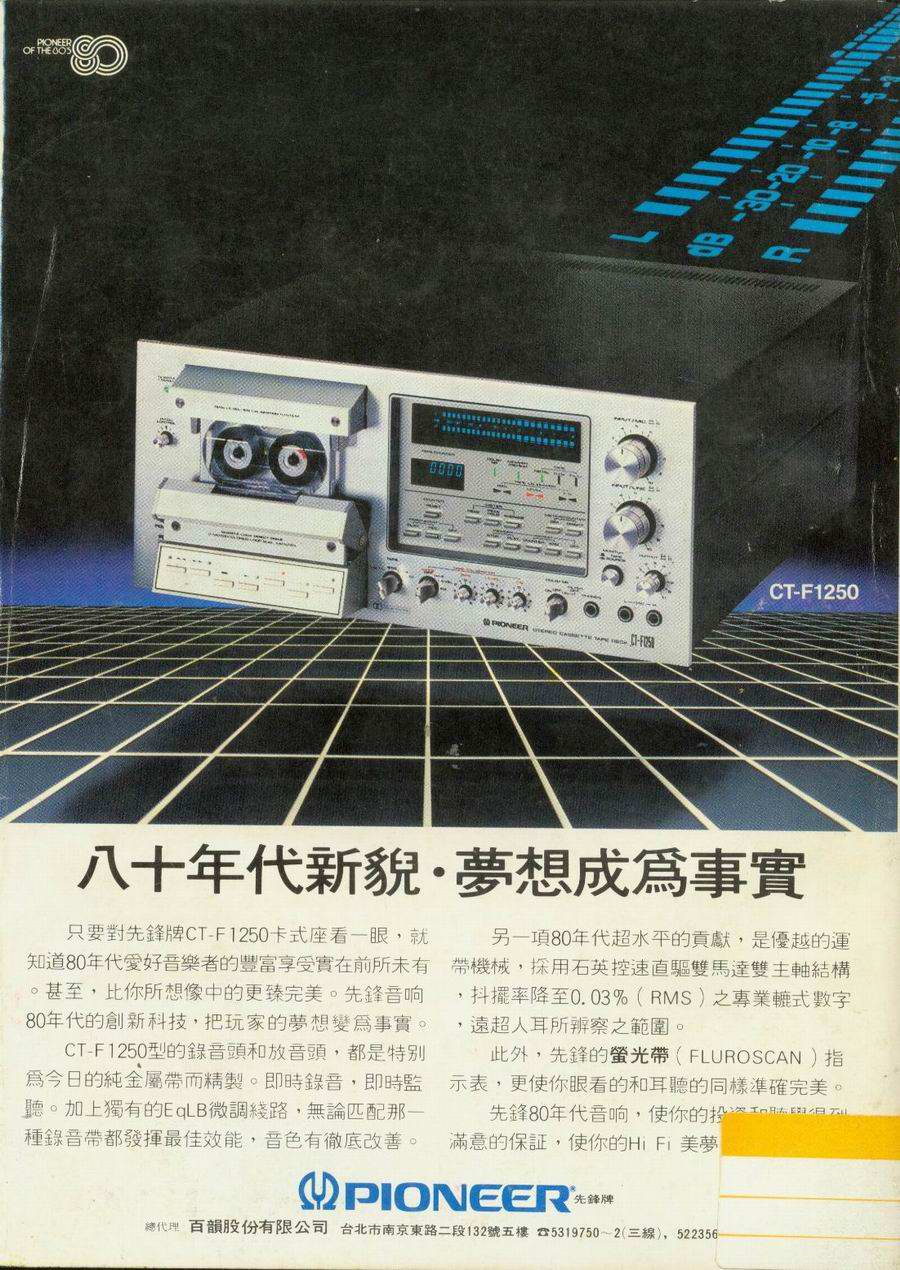 PIONEER
OF THE 80's
80
L
dB -30 -20 -10 -8 -5
R
0000
PIONEER STEREO CASSETTE TAPE DECK CT-F1250
CT-F1250
八十年代新貌·夢想成爲事實
只要對先鋒牌CT-F1250卡式座看一眼,就
知道80年代愛好音樂者的豐富享受實在前所未有
。甚至,比你所想像中的更臻完美。先鋒音响
80年代的創新科技,把玩家的夢想變爲事實。
CT-F1250型的錄音頭和放音頭,都是特別
爲今日的純金屬帶而精製。即時錄音,即時監
聽。加上獨有的EqLB微調綫路,無論匹配那一
種錄音帶都發揮最佳效能,音色有徹底改善。
另一項80年代超水平的貢獻,是優越的運
帶機械,採用石英控速直驅雙馬達雙主軸結構
,抖擺率降至0.03%(RMS)之專業轆式數字
,遠超人耳所辨察之範圍。
此外,先鋒的螢光帶(FLUROSCAN)指
示表,更使你眼看的和耳聽的同樣準確完美。
先鋒80年代音响,使你的投
滿意的保証,使你的Hi Fi 美夢
PIONEER® 先鋒牌
總代理 百韻股份有限公司 台北市南京東路二段132號五樓 ☎5319750~2(三線),522356